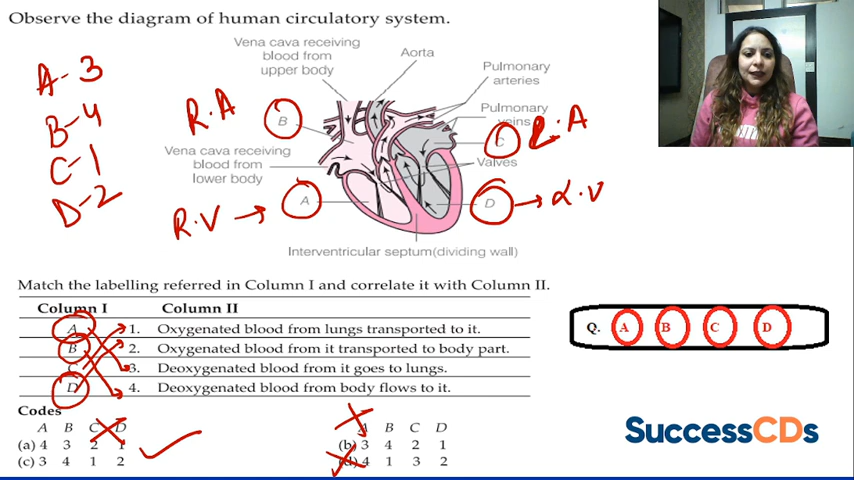 Observe the diagram of human circulatory system.
Vena cava receiving
blood from
upper body
Aorta
Pulmonary
arteries
A-3
R.A
B
Pulmonary
veins
B-4
C
L.A
C-1
Vena cava receiving
blood from
lower body
Valves
D-2
R.V →
A
D
→ L.V
Interventricular septum(dividing wall)
Match the labelling referred in Column I and correlate it with Column II.
Column I Column II
A 1. Oxygenated blood from lungs transported to it.
B 2. Oxygenated blood from it transported to body part.
C 3. Deoxygenated blood from it goes to lungs.
D 4. Deoxygenated blood from body flows to it.
Q. A B C D
Codes
A B C D A B C D
(a) 4 3 2 1 (b) 3 4 2 1
(c) 3 4 1 2 (d) 4 1 3 2
SuccessCDs